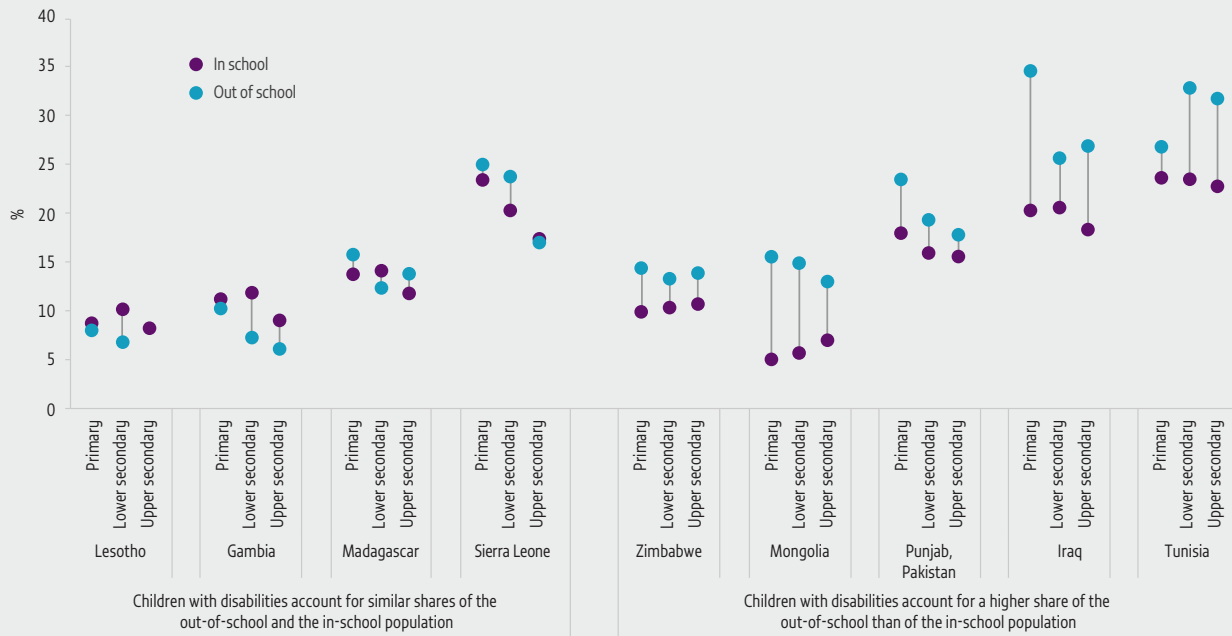 40
35
30
25
20
15
10
5
0
%
In school
Out of school
Primary
Lower secondary
Upper secondary
Primary
Lower secondary
Upper secondary
Primary
Lower secondary
Upper secondary
Primary
Lower secondary
Upper secondary
Primary
Lower secondary
Upper secondary
Primary
Lower secondary
Upper secondary
Primary
Lower secondary
Upper secondary
Primary
Lower secondary
Upper secondary
Primary
Lower secondary
Upper secondary
Lesotho
Gambia
Madagascar
Sierra Leone
Zimbabwe
Mongolia
Punjab,
Pakistan
Iraq
Tunisia
Children with disabilities account for similar shares of the
out-of-school and the in-school population
Children with disabilities account for a higher share of the
out-of-school than of the in-school population